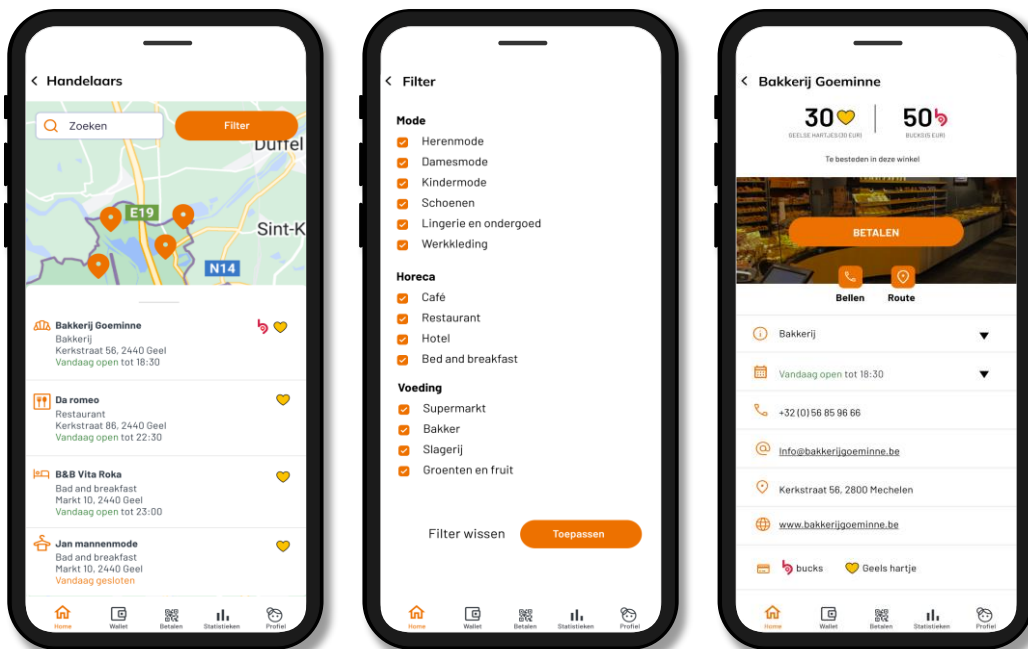 Handelaars
Zoeken
Filter
Duffel
E19
Sint-K
N14
Bakkerij Goeminne
Bakkerij
Kerkstraat 56, 2440 Geel
Vandaag open tot 18:30
Da romeo
Restaurant
Kerkstraat 86, 2440 Geel
Vandaag open tot 22:30
B&B Vita Roka
Bad and breakfast
Markt 10, 2440 Geel
Vandaag open tot 23:00
Jan mannenmode
Bad and breakfast
Markt 10, 2440 Geel
Vandaag gesloten
Home Wallet Betalen Statistieken Profiel
Filter
Mode
Herenmode
Damesmode
Kindermode
Schoenen
Lingerie en ondergoed
Werkkleding
Horeca
Café
Restaurant
Hotel
Bed and breakfast
Voeding
Supermarkt
Bakker
Slagerij
Groenten en fruit
Filter wissen
Toepassen
Home Wallet Betalen Statistieken Profiel
Bakkerij Goeminne
30 50
GEELSE HARTJES(30 EUR) BUCKS(5 EUR)
Te besteden in deze winkel
BETALEN
Bellen Route
Bakkerij
Vandaag open tot 18:30
+32 (0) 56 85 96 66
Info@bakkerijgoeminne.be
Kerkstraat 56, 2800 Mechelen
www.bakkerijgoeminne.be
bucks Geels hartje
Home Wallet Betalen Statistieken Profiel